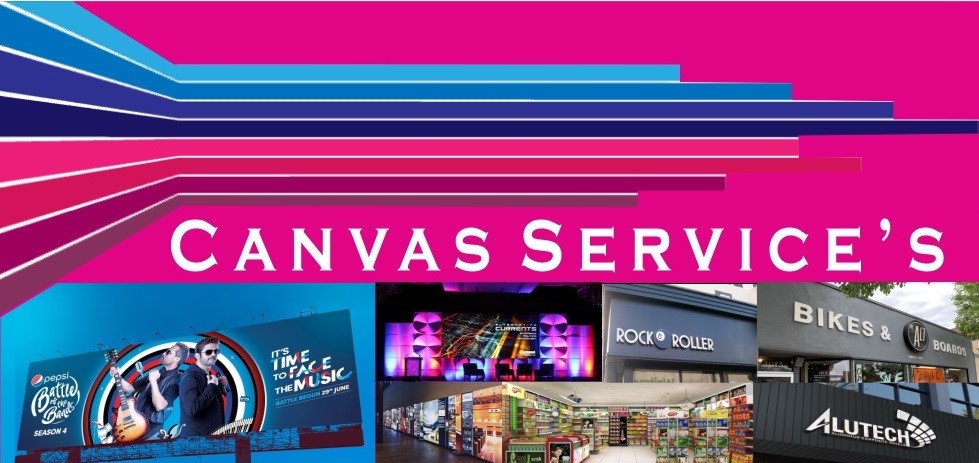 CANVAS SERVICE'S
pepsi
Battle
OF THE
Bands
SEASON 4
IT'S
TIME
TO FACE
THE MUSIC
BATTLE BEGUN 29TH JUNE
CURRENTS
ROCK & ROLLER
BIKES &
ALL
BOARDS
ALUTECH